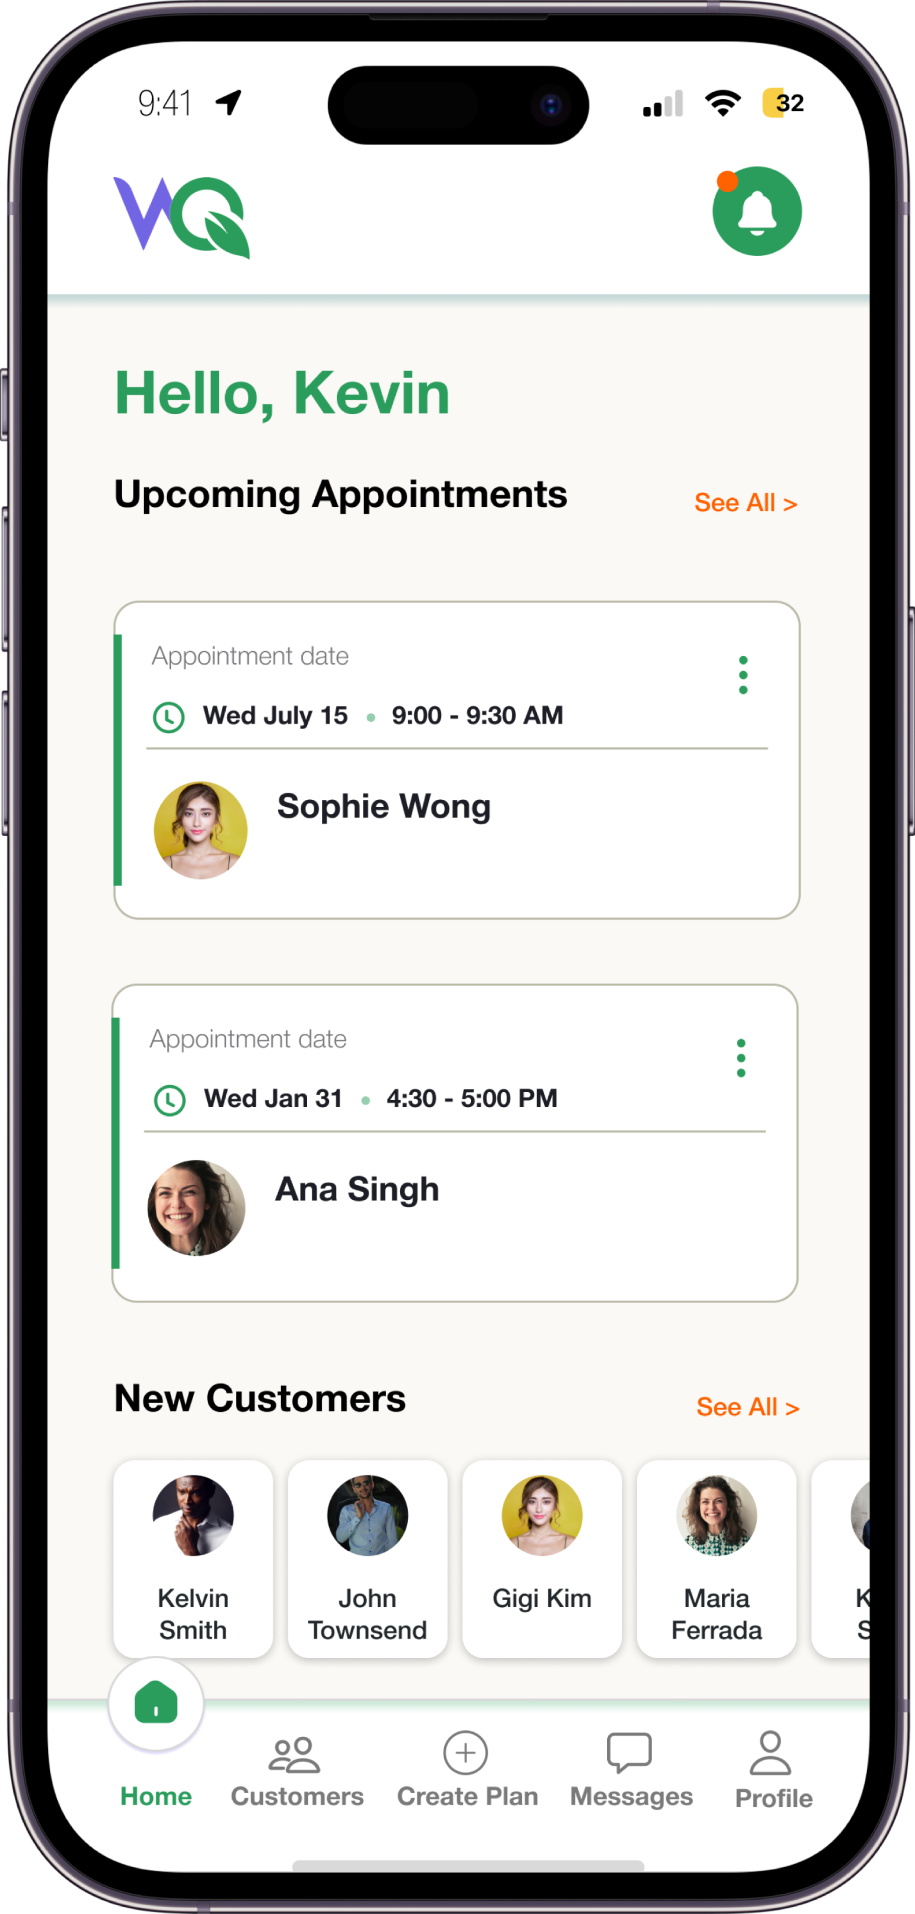 9:41
32
VQ
Hello, Kevin
Upcoming Appointments
See All >
Appointment date
Wed July 15 • 9:00 - 9:30 AM
Sophie Wong
Appointment date
Wed Jan 31 • 4:30 - 5:00 PM
Ana Singh
New Customers
See All >
Kelvin
Smith
John
Townsend
Gigi Kim
Maria
Ferrada
Home
Customers
Create Plan
Messages
Profile